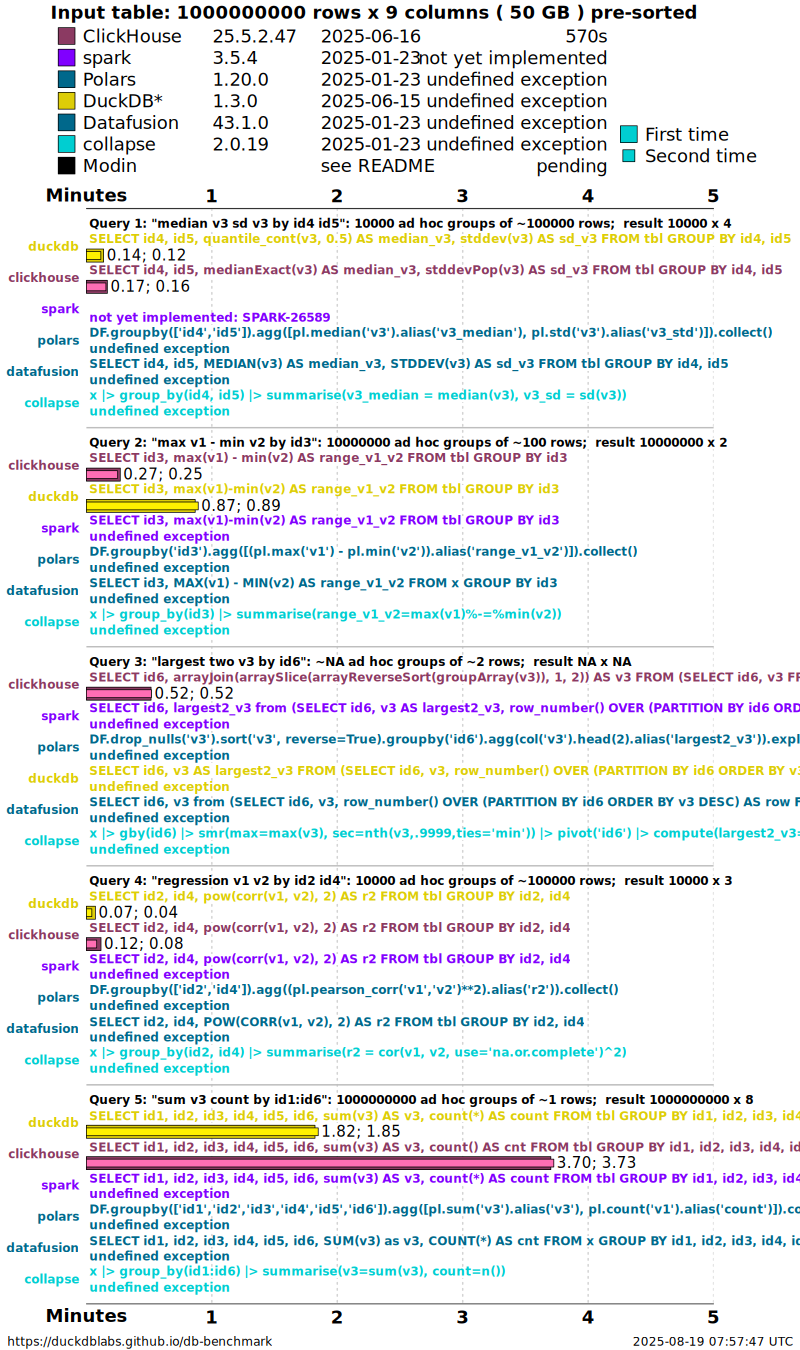 Input table: 1000000000 rows x 9 columns ( 50 GB ) pre-sorted
ClickHouse 25.5.2.47 2025-06-16 570s
spark 3.5.4 2025-01-23 not yet implemented
Polars 1.20.0 2025-01-23 undefined exception
DuckDB* 1.3.0 2025-06-15 undefined exception
Datafusion 43.1.0 2025-01-23 undefined exception
collapse 2.0.19 2025-01-23 undefined exception
Modin see README pending
First time
Second time
Minutes 1 2 3 4 5
Query 1: "median v3 sd v3 by id4 id5": 10000 ad hoc groups of ~100000 rows; result 10000 x 4
duckdb SELECT id4, id5, quantile_cont(v3, 0.5) AS median_v3, stddev(v3) AS sd_v3 FROM tbl GROUP BY id4, id5
0.14; 0.12
clickhouse SELECT id4, id5, medianExact(v3) AS median_v3, stddevPop(v3) AS sd_v3 FROM tbl GROUP BY id4, id5
0.17; 0.16
spark
not yet implemented: SPARK-26589
polars DF.groupby(['id4','id5']).agg([pl.median('v3').alias('v3_median'), pl.std('v3').alias('v3_std')]).collect()
undefined exception
datafusion SELECT id4, id5, MEDIAN(v3) AS median_v3, STDDEV(v3) AS sd_v3 FROM tbl GROUP BY id4, id5
undefined exception
collapse x |> group_by(id4, id5) |> summarise(v3_median = median(v3), v3_sd = sd(v3))
undefined exception
Query 2: "max v1 - min v2 by id3": 10000000 ad hoc groups of ~100 rows; result 10000000 x 2
clickhouse SELECT id3, max(v1) - min(v2) AS range_v1_v2 FROM tbl GROUP BY id3
0.27; 0.25
duckdb SELECT id3, max(v1)-min(v2) AS range_v1_v2 FROM tbl GROUP BY id3
0.87; 0.89
spark SELECT id3, max(v1)-min(v2) AS range_v1_v2 FROM tbl GROUP BY id3
undefined exception
polars DF.groupby('id3').agg([(pl.max('v1') - pl.min('v2')).alias('range_v1_v2')]).collect()
undefined exception
datafusion SELECT id3, MAX(v1) - MIN(v2) AS range_v1_v2 FROM x GROUP BY id3
undefined exception
collapse x |> group_by(id3) |> summarise(range_v1_v2=max(v1)%-=%min(v2))
undefined exception
Query 3: "largest two v3 by id6": ~NA ad hoc groups of ~2 rows; result NA x NA
clickhouse SELECT id6, arrayJoin(arraySlice(arrayReverseSort(groupArray(v3)), 1, 2)) AS v3 FROM (SELECT id6, v3 FR
0.52; 0.52
spark SELECT id6, largest2_v3 from (SELECT id6, v3 AS largest2_v3, row_number() OVER (PARTITION BY id6 ORD
undefined exception
polars DF.drop_nulls('v3').sort('v3', reverse=True).groupby('id6').agg(col('v3').head(2).alias('largest2_v3')).expl
undefined exception
duckdb SELECT id6, v3 AS largest2_v3 FROM (SELECT id6, v3, row_number() OVER (PARTITION BY id6 ORDER BY v3
undefined exception
datafusion SELECT id6, v3 from (SELECT id6, v3, row_number() OVER (PARTITION BY id6 ORDER BY v3 DESC) AS row F
undefined exception
collapse x |> gby(id6) |> smr(max=max(v3), sec=nth(v3,.9999,ties='min')) |> pivot('id6') |> compute(largest2_v3=
undefined exception
Query 4: "regression v1 v2 by id2 id4": 10000 ad hoc groups of ~100000 rows; result 10000 x 3
duckdb SELECT id2, id4, pow(corr(v1, v2), 2) AS r2 FROM tbl GROUP BY id2, id4
0.07; 0.04
clickhouse SELECT id2, id4, pow(corr(v1, v2), 2) AS r2 FROM tbl GROUP BY id2, id4
0.12; 0.08
spark SELECT id2, id4, pow(corr(v1, v2), 2) AS r2 FROM tbl GROUP BY id2, id4
undefined exception
polars DF.groupby(['id2','id4']).agg((pl.pearson_corr('v1','v2')**2).alias('r2')).collect()
undefined exception
datafusion SELECT id2, id4, POW(CORR(v1, v2), 2) AS r2 FROM tbl GROUP BY id2, id4
undefined exception
collapse x |> group_by(id2, id4) |> summarise(r2 = cor(v1, v2, use='na.or.complete')^2)
undefined exception
Query 5: "sum v3 count by id1:id6": 1000000000 ad hoc groups of ~1 rows; result 1000000000 x 8
duckdb SELECT id1, id2, id3, id4, id5, id6, sum(v3) AS v3, count(*) AS count FROM tbl GROUP BY id1, id2, id3, id4
1.82; 1.85
clickhouse SELECT id1, id2, id3, id4, id5, id6, sum(v3) AS v3, count() AS cnt FROM tbl GROUP BY id1, id2, id3, id4, id
3.70; 3.73
spark SELECT id1, id2, id3, id4, id5, id6, sum(v3) AS v3, count(*) AS count FROM tbl GROUP BY id1, id2, id3, id4
undefined exception
polars DF.groupby(['id1','id2','id3','id4','id5','id6']).agg([pl.sum('v3').alias('v3'), pl.count('v1').alias('count')]).co
undefined exception
datafusion SELECT id1, id2, id3, id4, id5, id6, SUM(v3) as v3, COUNT(*) AS cnt FROM x GROUP BY id1, id2, id3, id4, id
undefined exception
collapse x |> group_by(id1:id6) |> summarise(v3=sum(v3), count=n())
undefined exception
Minutes 1 2 3 4 5
https://duckdblabs.github.io/db-benchmark 2025-08-19 07:57:47 UTC